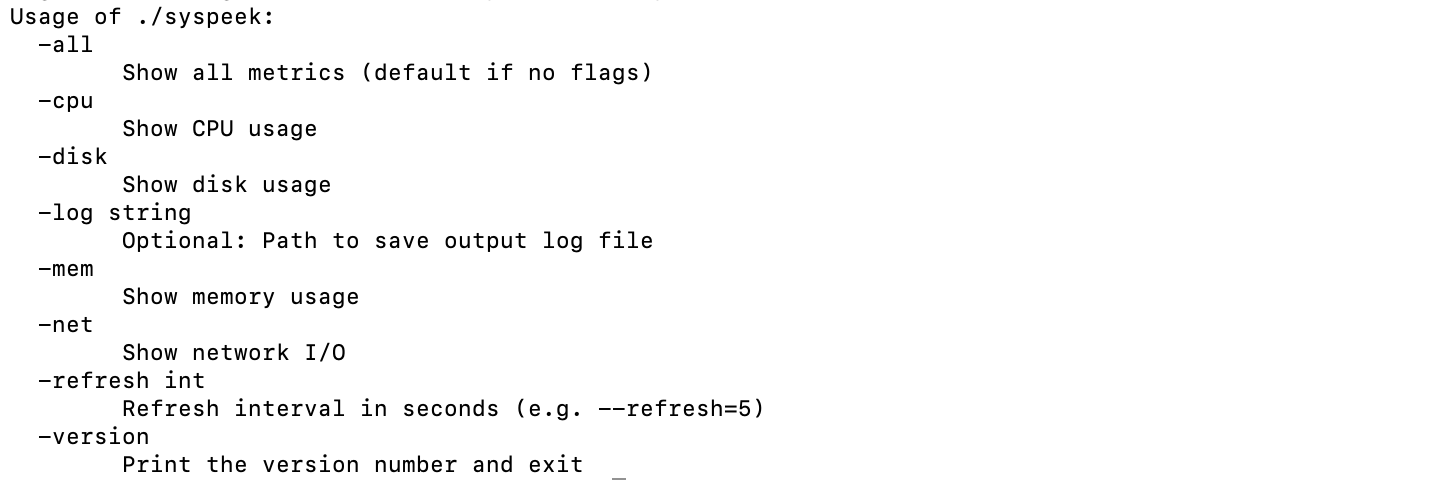 Usage of ./syspeek:
  -all
        Show all metrics (default if no flags)
  -cpu
        Show CPU usage
  -disk
        Show disk usage
  -log string
        Optional: Path to save output log file
  -mem
        Show memory usage
  -net
        Show network I/O
  -refresh int
        Refresh interval in seconds (e.g. --refresh=5)
  -version
        Print the version number and exit